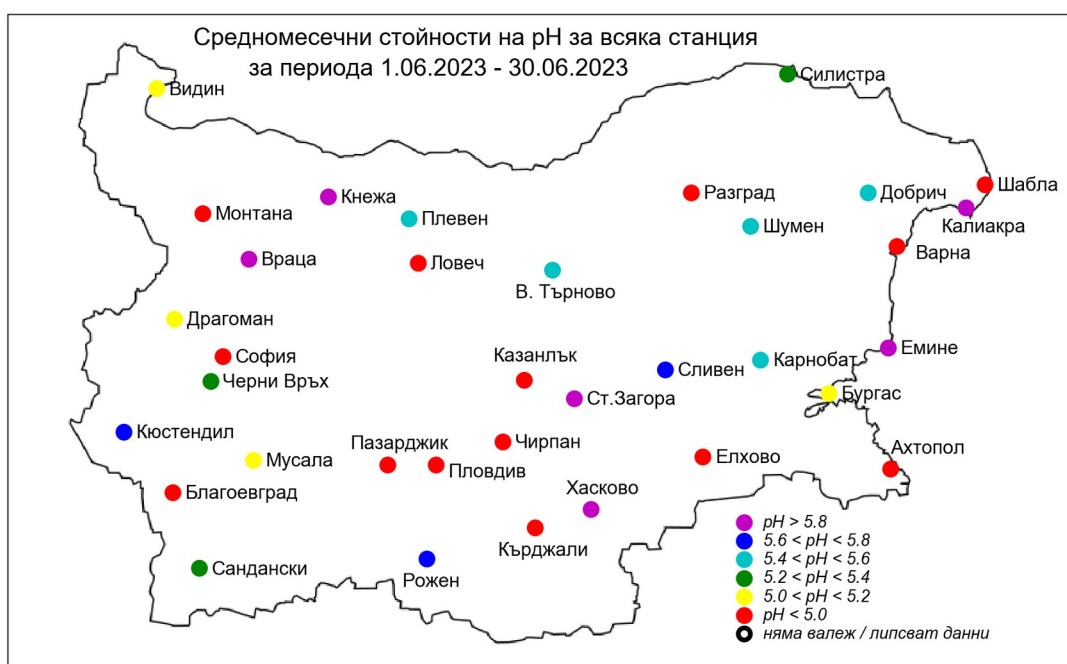 Средномесечни стойности на pH за всяка станция
за периода 1.06.2023 - 30.06.2023
Силистра
Видин
Шабла
Кнежа
Разград
Добрич
Монтана
Плевен
Калиакра
Шумен
Варна
Враца
Ловеч
В. Търново
Драгоман
Емине
София
Казанлък
Карнобат
Сливен
Черни Връх
Бургас
Ст.Загора
Кюстендил
Чирпан
Пазарджик
Ахтопол
Мусала
Елхово
Пловдив
Благоевград
Хасково
Кърджали
Сандански
Рожен
pH > 5.8
5.6 < pH < 5.8
5.4 < pH < 5.6
5.2 < pH < 5.4
5.0 < pH < 5.2
pH < 5.0
няма валеж / липсват данни